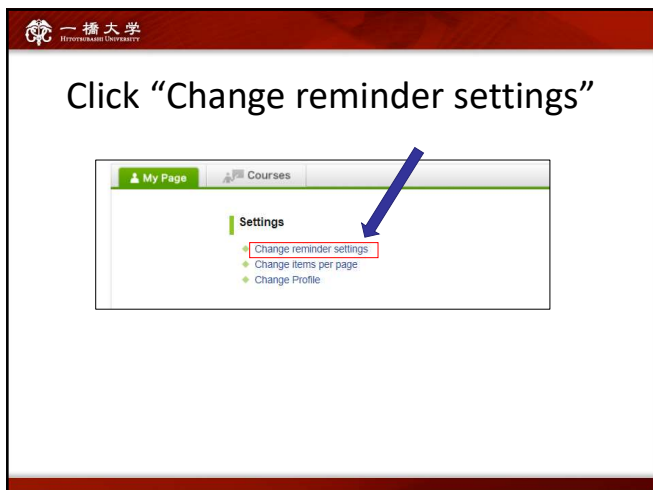 一橋大学
HITOTSUBASHI UNIVERSITY
Click “Change reminder settings”
My Page
Courses
Settings
Change reminder settings
Change items per page
Change Profile